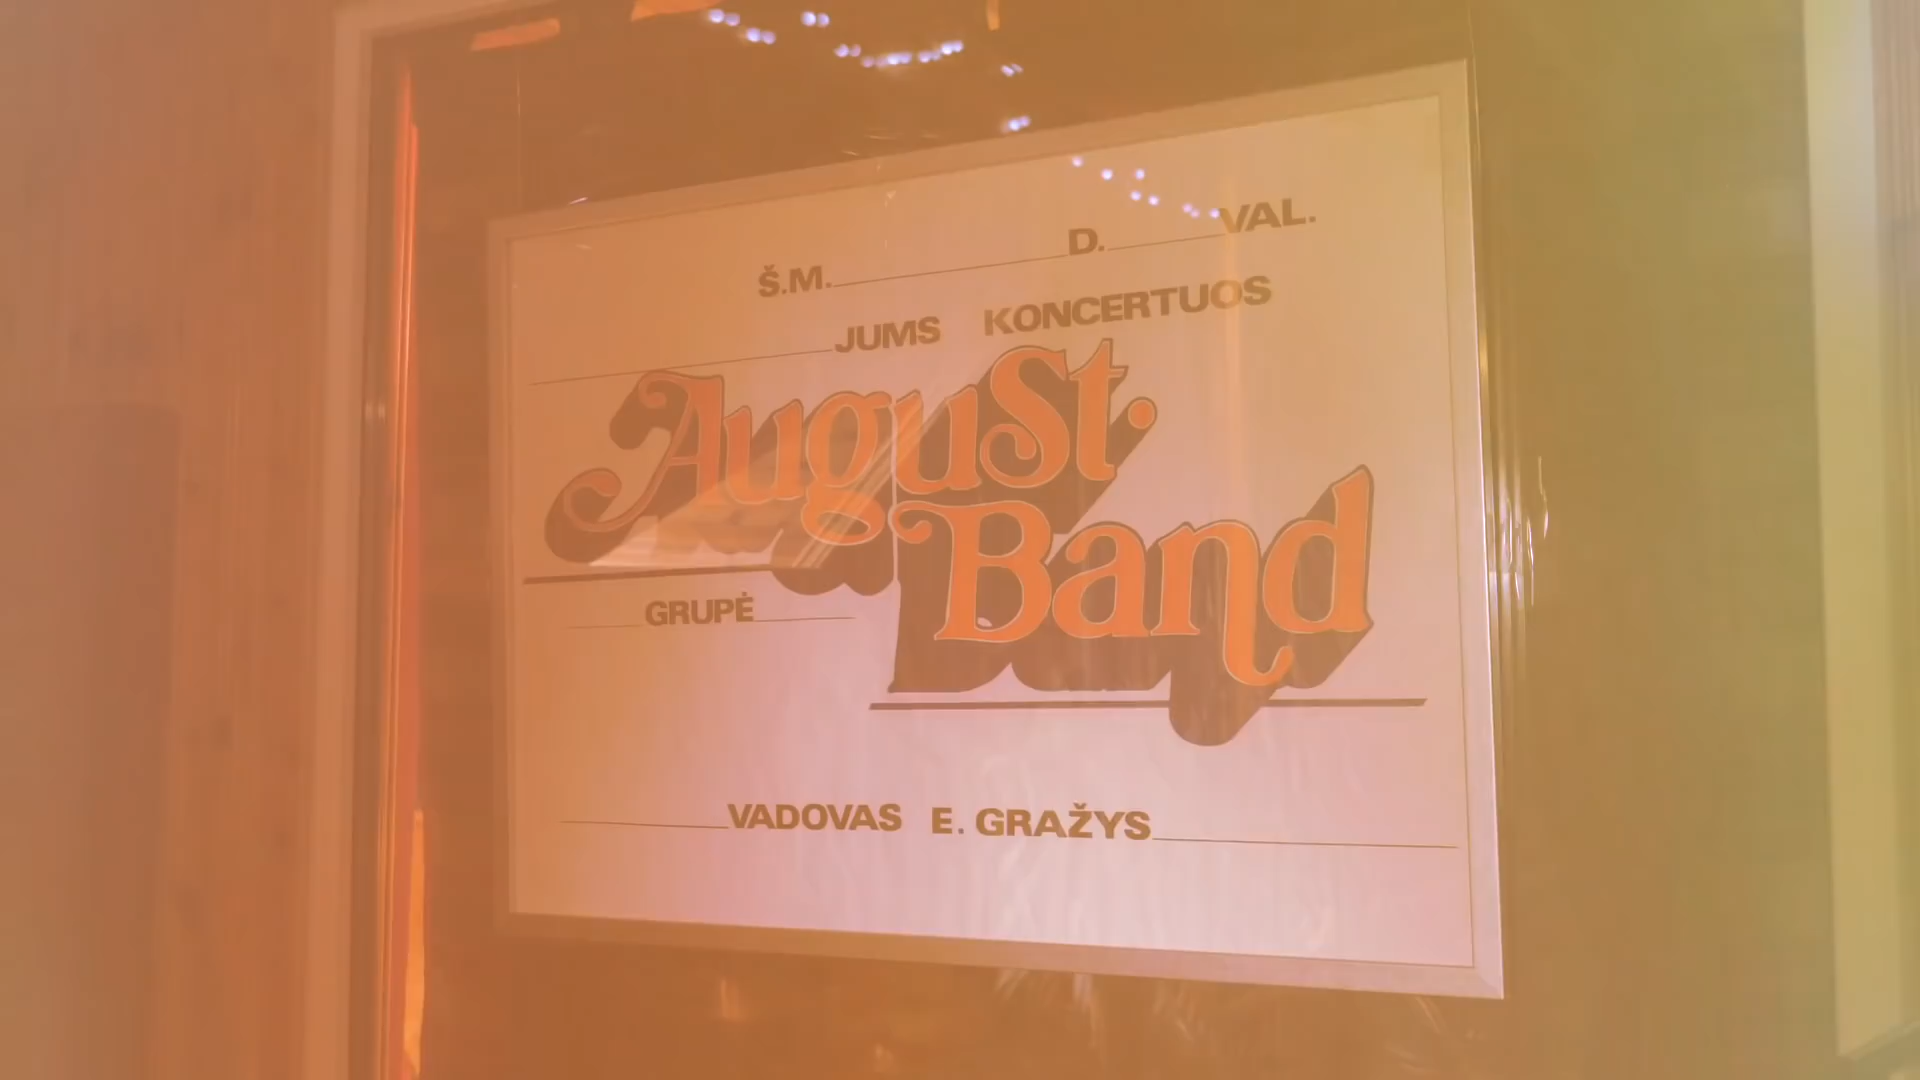 Š.M. D. VAL.
JUMS KONCERTUOS
AuguSt.
Band
GRUPĖ
VADOVAS E. GRAŽYS